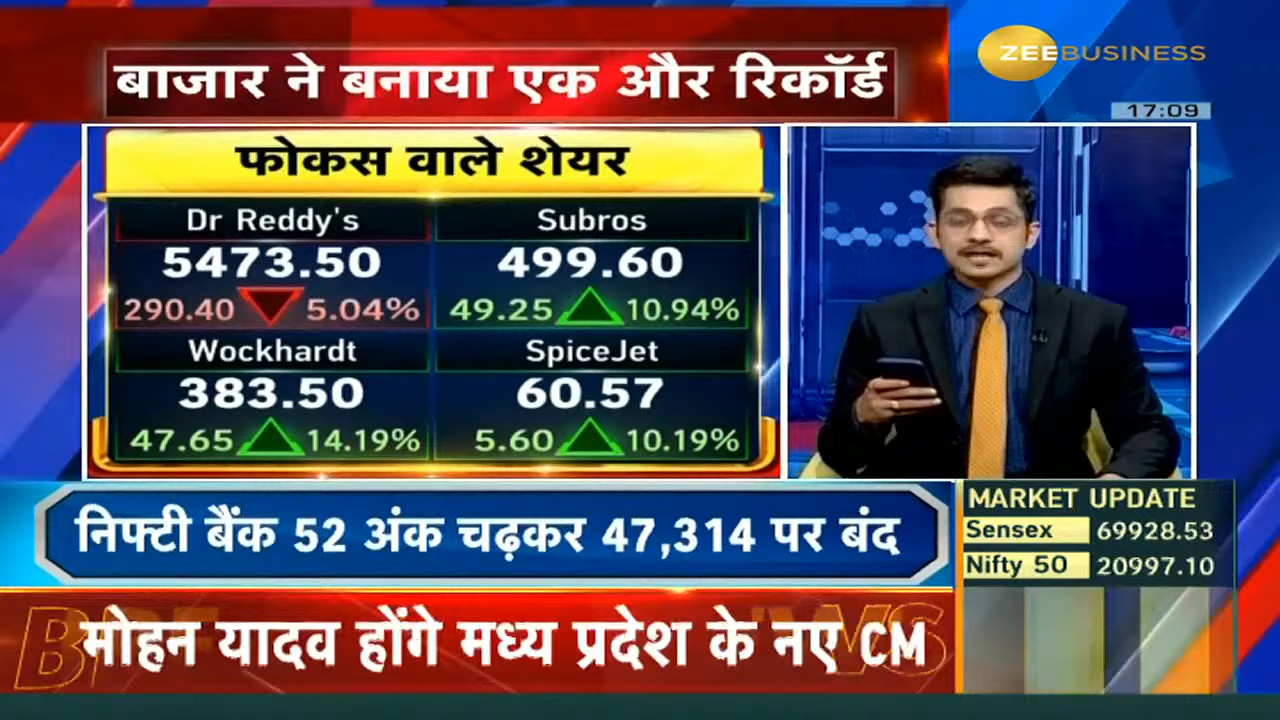 बाजार ने बनाया एक और रिकॉर्ड
ZEEBUSINESS
17:09
फोकस वाले शेयर
Dr Reddy's
5473.50
290.40 5.04%
Subros
499.60
49.25 10.94%
Wockhardt
383.50
47.65 14.19%
SpiceJet
60.57
5.60 10.19%
निफ्टी बैंक 52 अंक चढ़कर 47,314 पर बंद
MARKET UPDATE
Sensex 69928.53
Nifty 50 20997.10
मोहन यादव होंगे मध्य प्रदेश के नए CM